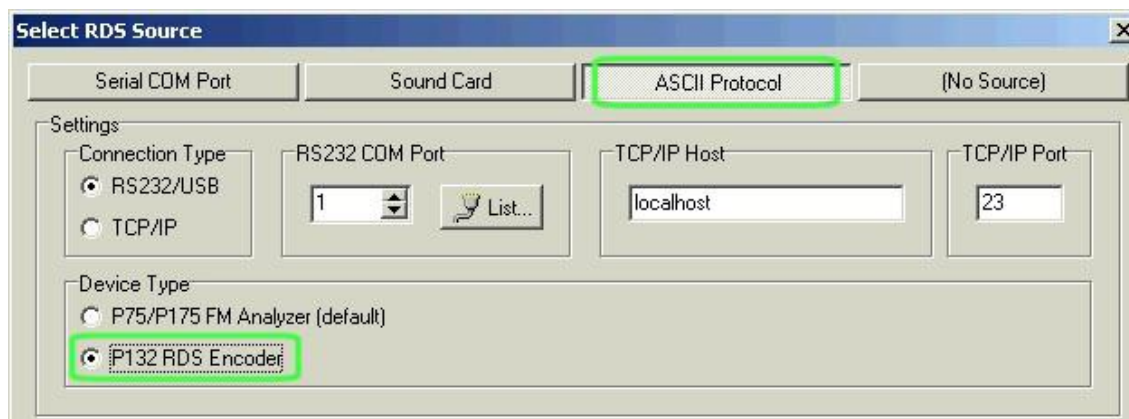 Select RDS Source
Serial COM Port Sound Card ASCII Protocol (No Source)
Settings
Connection Type RS232 COM Port TCP/IP Host TCP/IP Port
RS232/USB 1 List... localhost 23
TCP/IP
Device Type
P75/P175 FM Analyzer (default)
P132 RDS Encoder